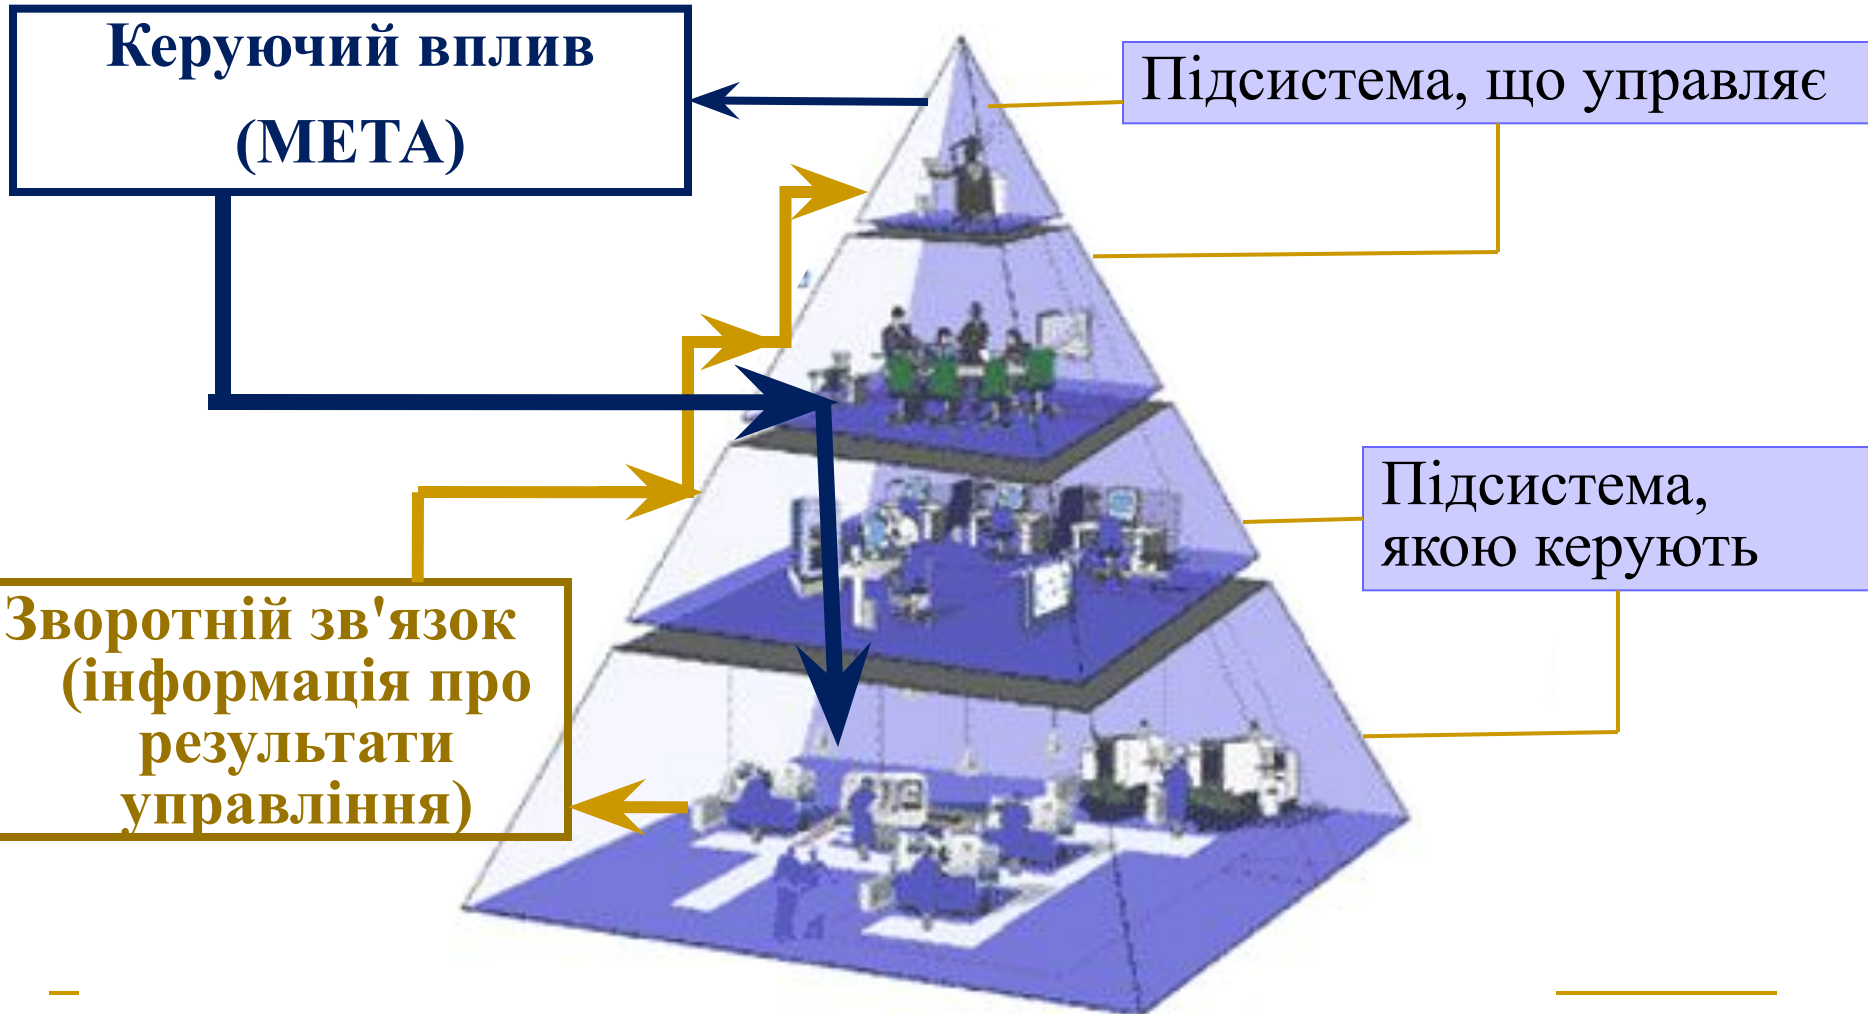 Керуючий вплив
(МЕТА)
Підсистема, що управляє
Підсистема,
якою керують
Зворотній зв'язок
(інформація про
результати
управління)